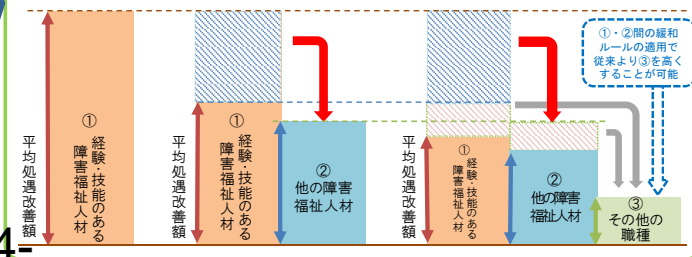 平均処遇改善額
①
経験・技能のある
障害福祉人材
平均処遇改善額
①
経験・技能のある
障害福祉人材
②
他の障害
福祉人材
平均処遇改善額
①
経験・技能のある
障害福祉人材
②
他の障害
福祉人材
③
その他の
職種
①・②間の緩和
ルールの適用で
従来より③を高く
することが可能
4-